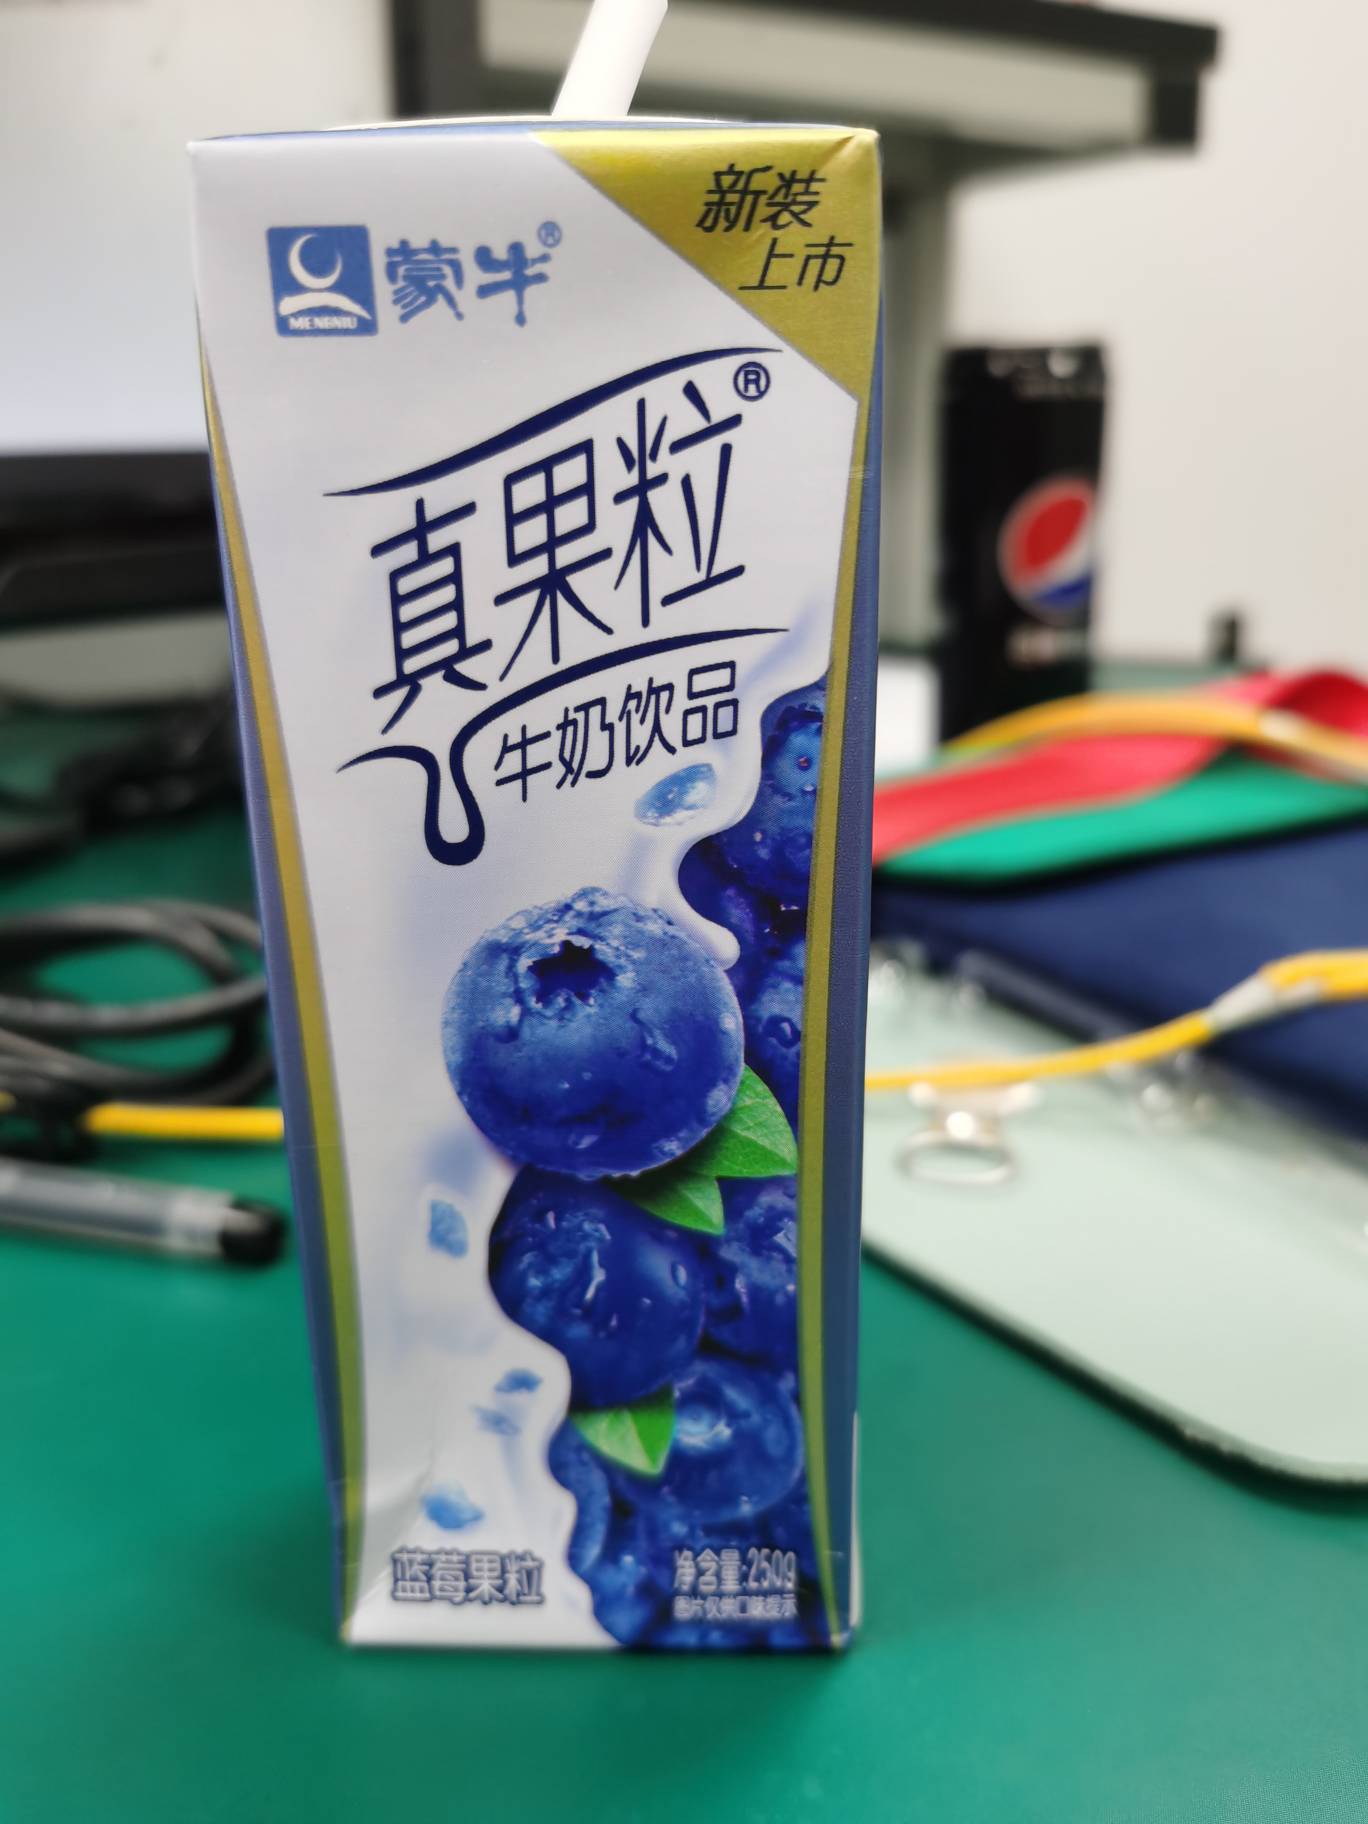 新装
上市
MENGNIU
蒙牛®
真果粒®
牛奶饮品
蓝莓果粒
净含量:250g
图片仅供口味提示